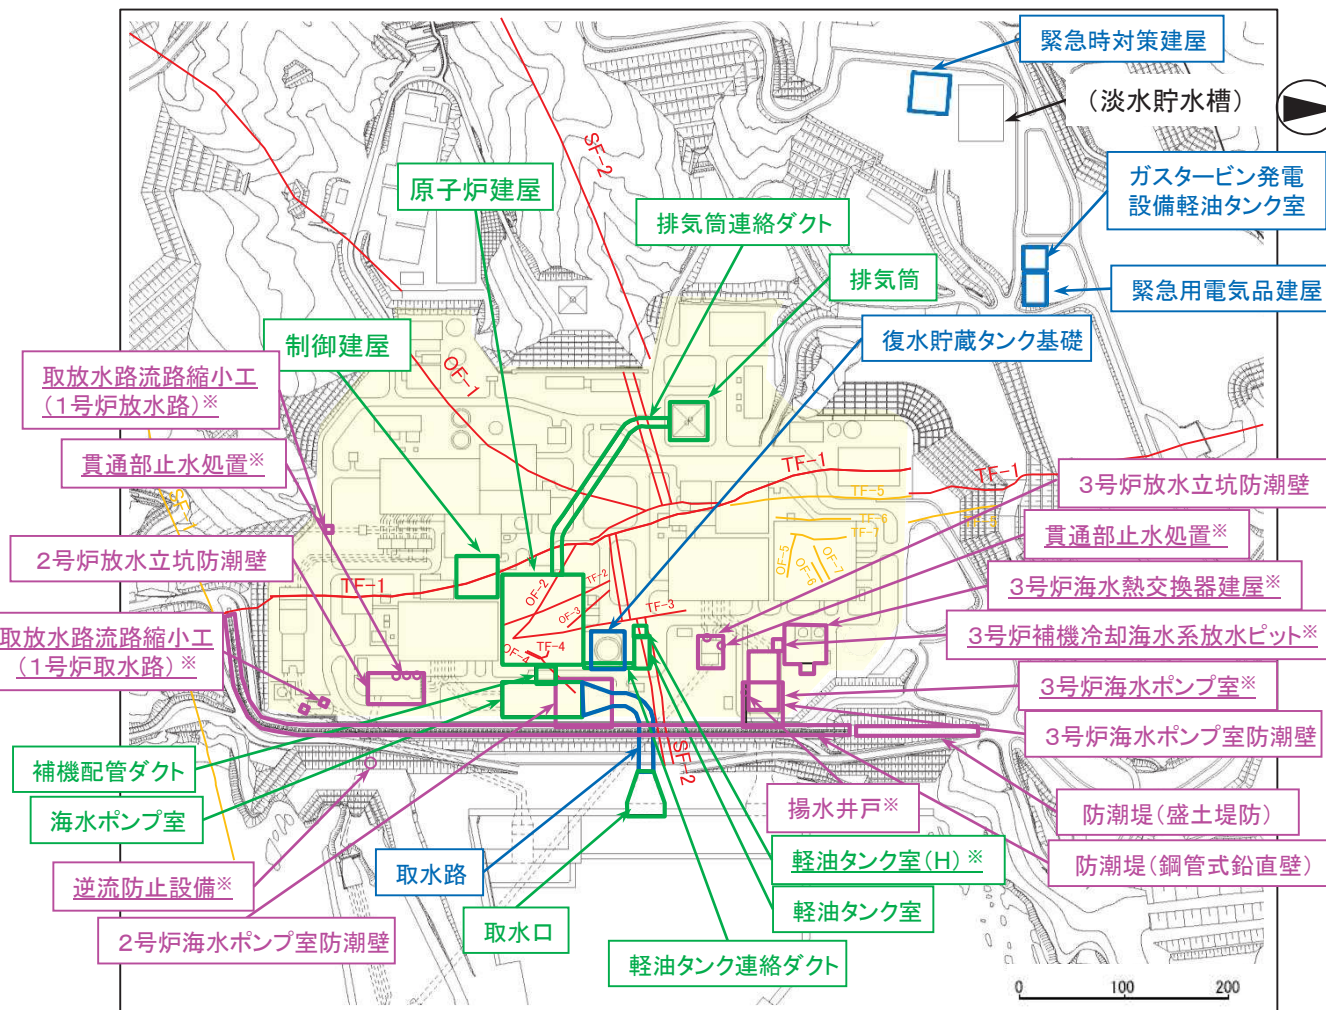 緊急時対策建屋
（淡水貯水槽）
ガスタービン発電
設備軽油タンク室
緊急用電気品建屋
原子炉建屋
排気筒連絡ダクト
排気筒
復水貯蔵タンク基礎
制御建屋
取放水路流路縮小工
（1号炉放水路）※
貫通部止水処置※
2号炉放水立坑防潮壁
取放水路流路縮小工
（1号炉取水路）※
補機配管ダクト
海水ポンプ室
逆流防止設備※
2号炉海水ポンプ室防潮壁
取水路
取水口
軽油タンク連絡ダクト
軽油タンク室
軽油タンク室(H)※
揚水井戸※
3号炉放水立坑防潮壁
貫通部止水処置※
3号炉海水熱交換器建屋※
3号炉補機冷却海水系放水ピット※
3号炉海水ポンプ室※
3号炉海水ポンプ室防潮壁
防潮堤(盛土堤防)
防潮堤(鋼管式鉛直壁)
SF-2
OF-1
TF-1
TF-1
TF-5
TF-6
TF-7
OF-5
OF-6
OF-7
SF-1
TF-1
OF-2
TF-2
OF-3
TF-3
TF-4
OF-4
SF-2
0 100 200